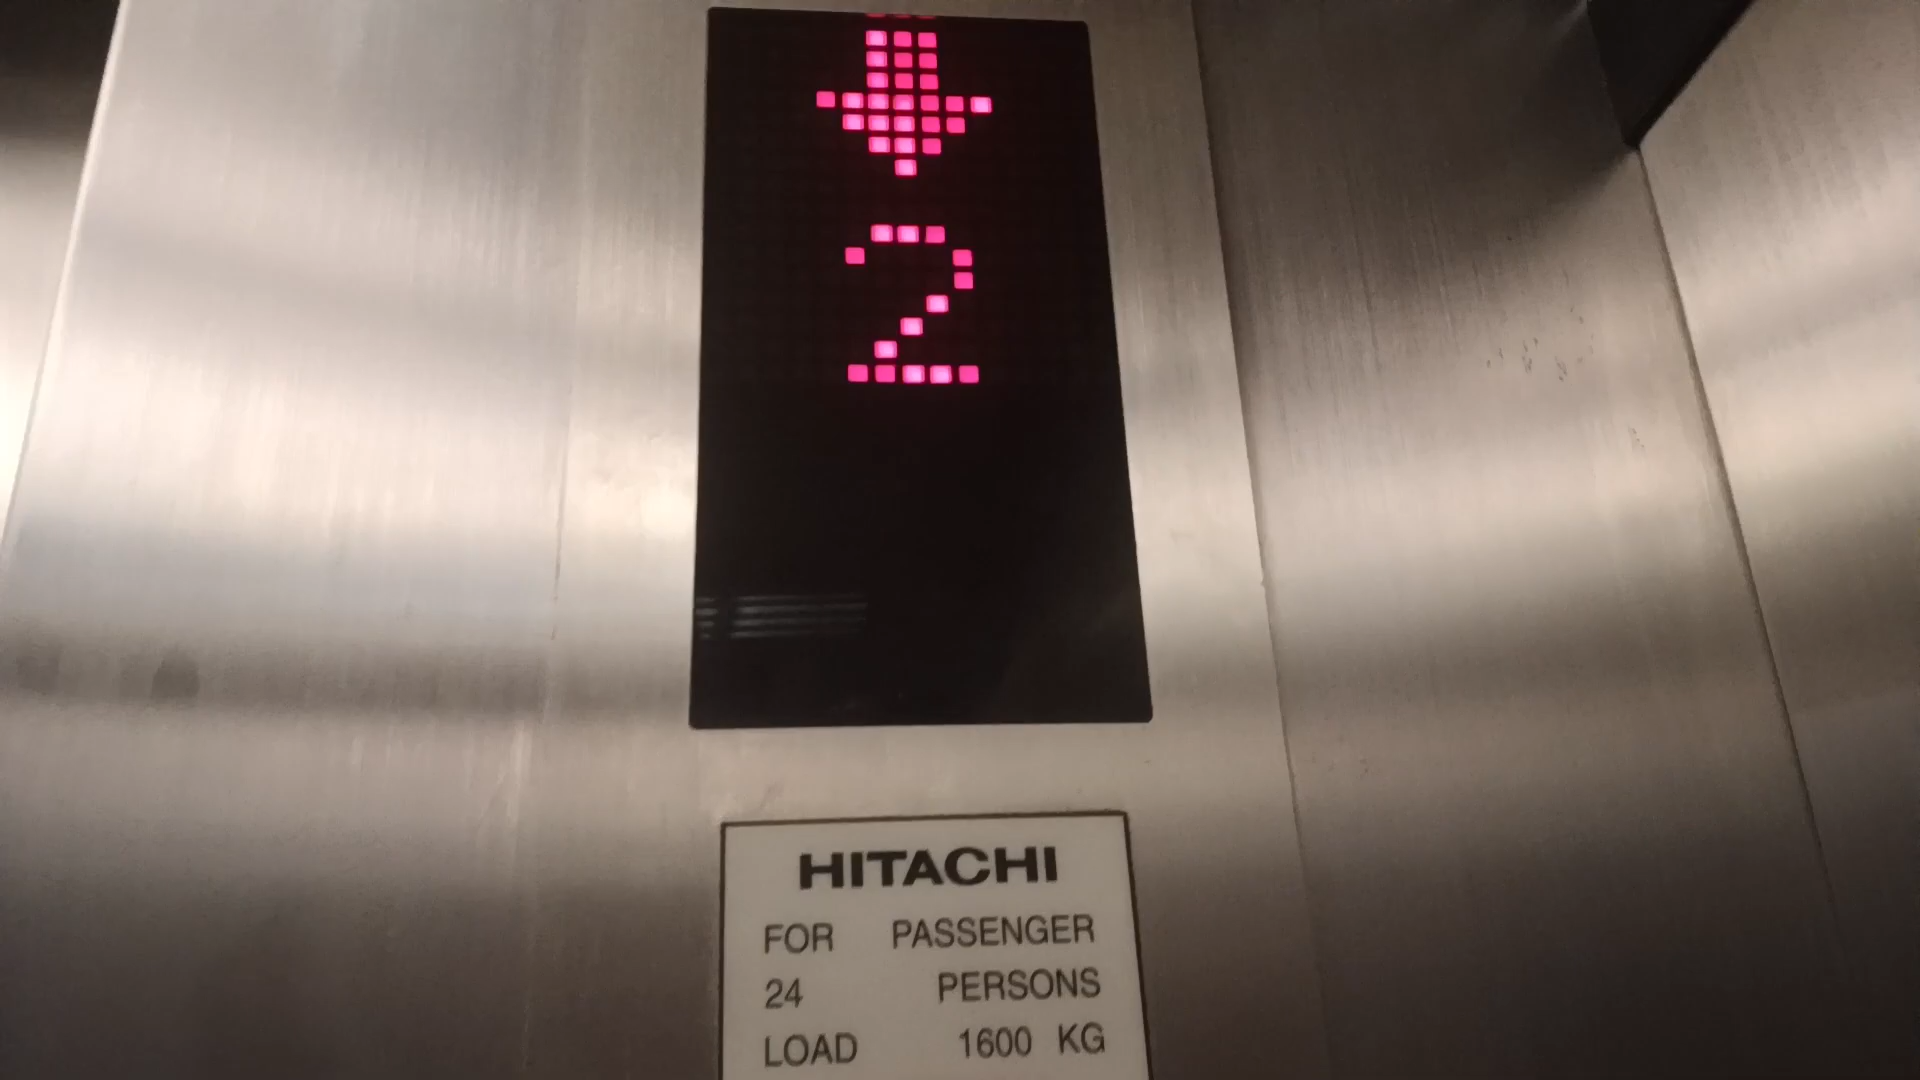 2
HITACHI
FOR PASSENGER
24 PERSONS
LOAD 1600 KG